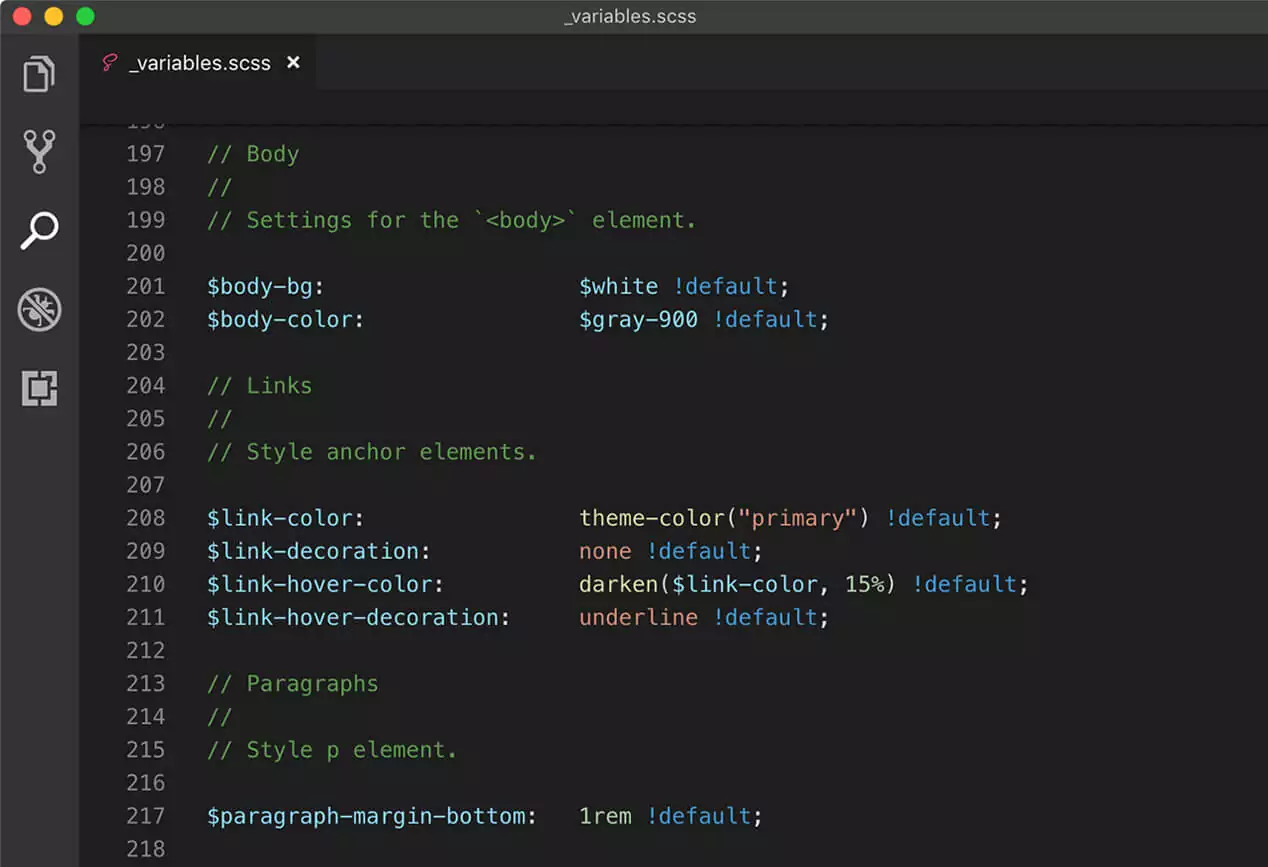 _variables.scss
_variables.scss
197 // Body
198 //
199 // Settings for the `<body>` element.
200
201 $body-bg: $white !default;
202 $body-color: $gray-900 !default;
203
204 // Links
205 //
206 // Style anchor elements.
207
208 $link-color: theme-color("primary") !default;
209 $link-decoration: none !default;
210 $link-hover-color: darken($link-color, 15%) !default;
211 $link-hover-decoration: underline !default;
212
213 // Paragraphs
214 //
215 // Style p element.
216
217 $paragraph-margin-bottom: 1rem !default;
218